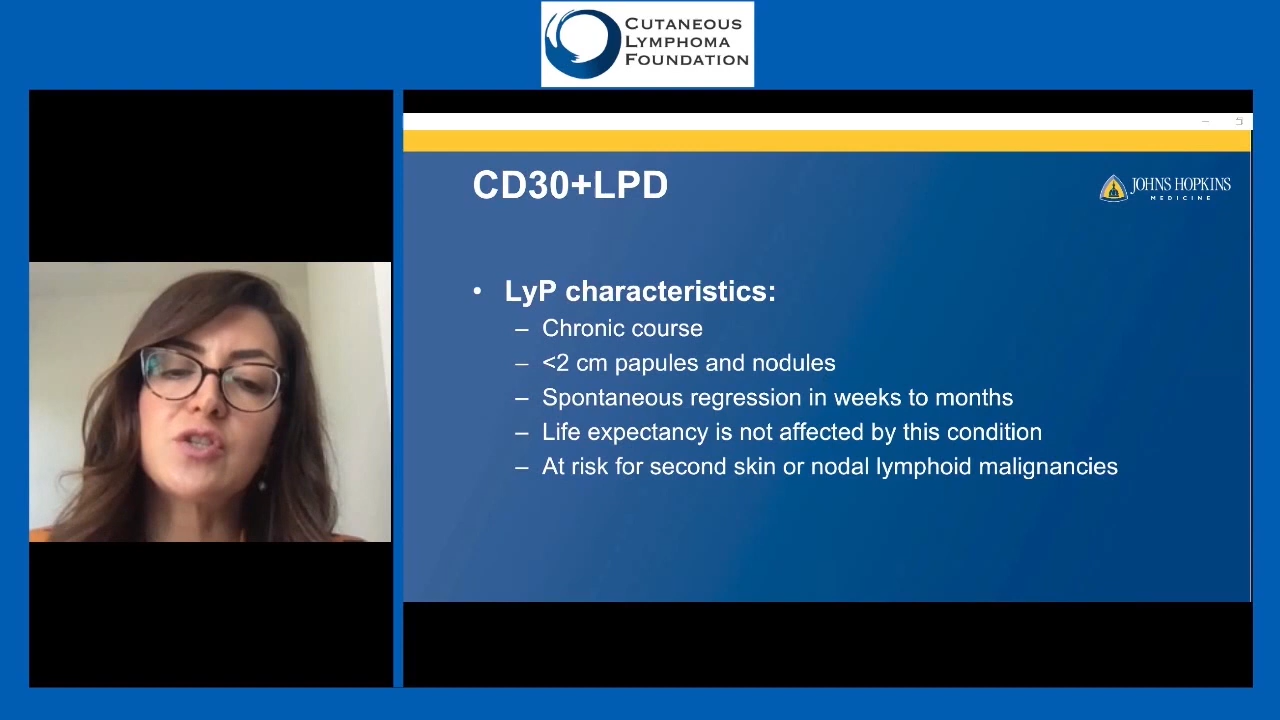 CUTANEOUS
LYMPHOMA
FOUNDATION
CD30+LPD
JOHNS HOPKINS
MEDICINE
• LyP characteristics:
– Chronic course
– <2 cm papules and nodules
– Spontaneous regression in weeks to months
– Life expectancy is not affected by this condition
– At risk for second skin or nodal lymphoid malignancies